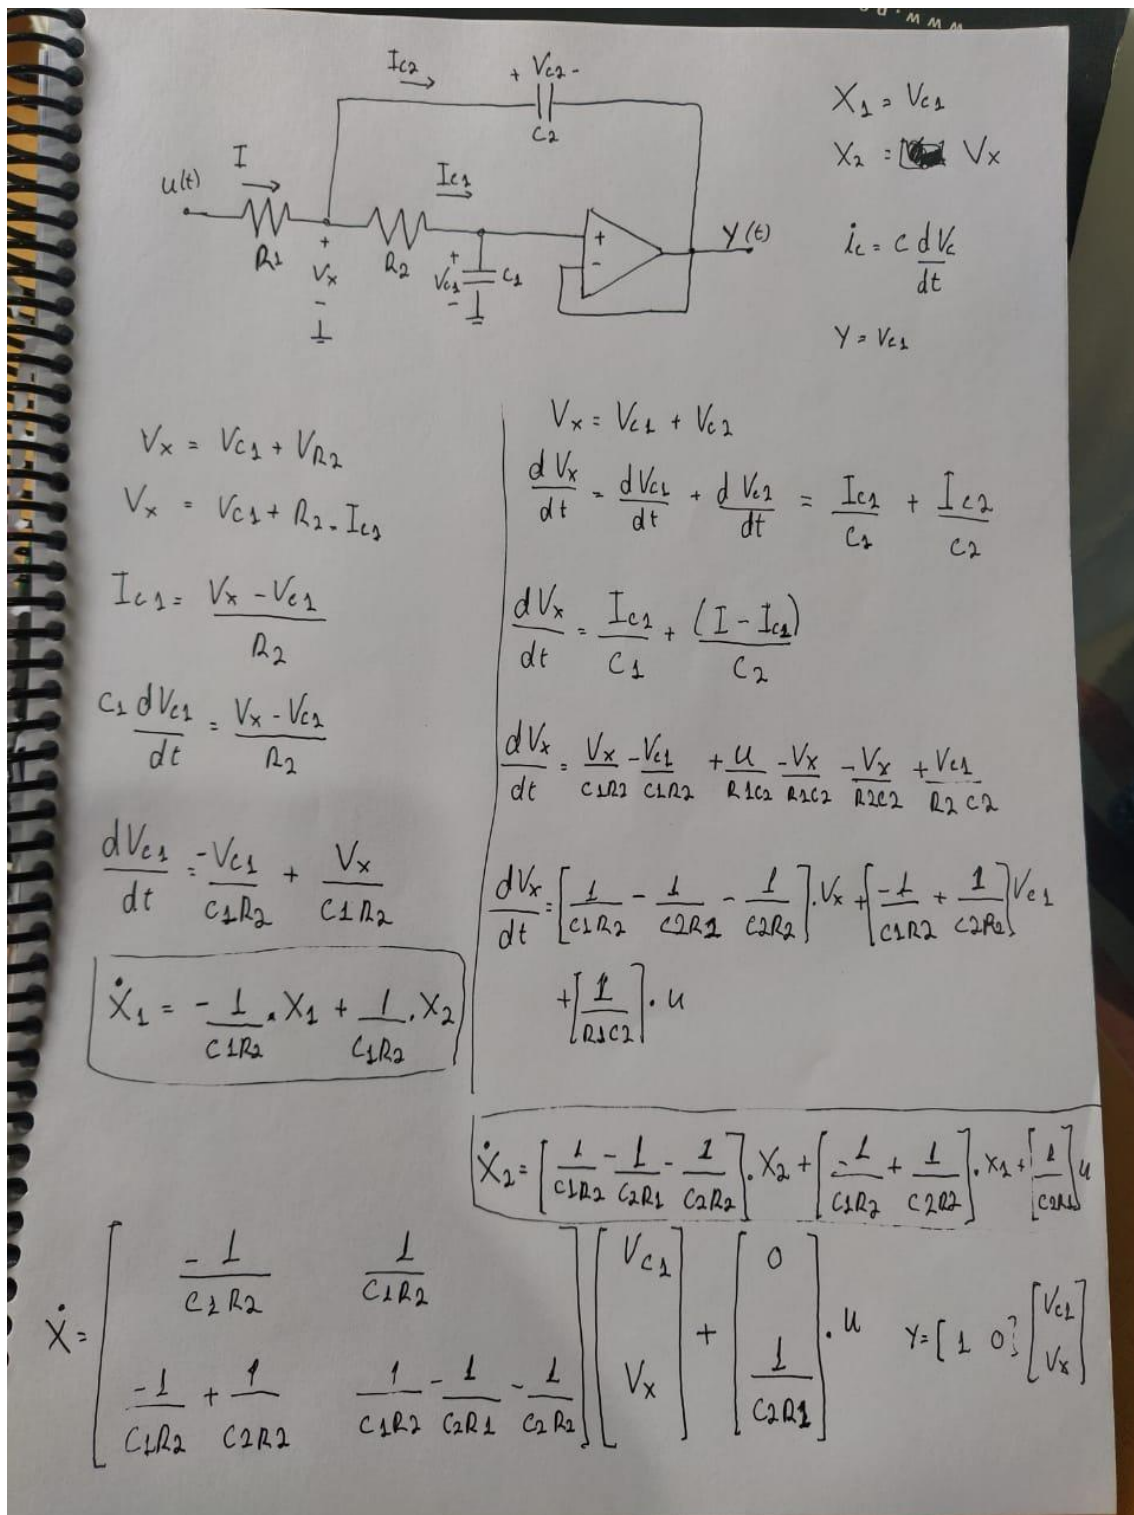 www.
Ic2
+ Vc2 -
C2
u(t)
I
R1
+
Vx
-
R2
Ic1
+
Vc1
-
C1
+
-
Y(t)
X1 = Vc1
X2 = Vx
ic = C dVc/dt
Y = Vc1
Vx = Vc1 + VR2
Vx = Vc1 + R2 . Ic1
Ic1 = (Vx - Vc1)/R2
C1 dVc1/dt = (Vx - Vc1)/R2
dVc1/dt = -Vc1/C1R2 + Vx/C1R2
Ẋ1 = -1/C1R2 . X1 + 1/C1R2 . X2
Vx = Vc1 + Vc2
dVx/dt = dVc1/dt + dVc2/dt = Ic1/C1 + Ic2/C2
dVx/dt = Ic1/C1 + (I - Ic1)/C2
dVx/dt = Vx/C1R2 - Vc1/C1R2 + u/R1C2 - Vx/R1C2 - Vx/R2C2 + Vc1/R2C2
dVx/dt = [1/C1R2 - 1/C2R1 - 1/C2R2] . Vx + [-1/C1R2 + 1/C2R2] Vc1
+ [1/R1C2] . u
Ẋ2 = [1/C1R2 - 1/C2R1 - 1/C2R2] . X2 + [-1/C1R2 + 1/C2R2] . X1 + [1/C2R1] u
Ẋ = [-1/C1R2 1/C1R2; -1/C1R2 + 1/C2R2 1/C1R2 - 1/C2R1 - 1/C2R2] [Vc1; Vx] + [0; 1/C2R1] . u Y = [1 0] [Vc1; Vx]